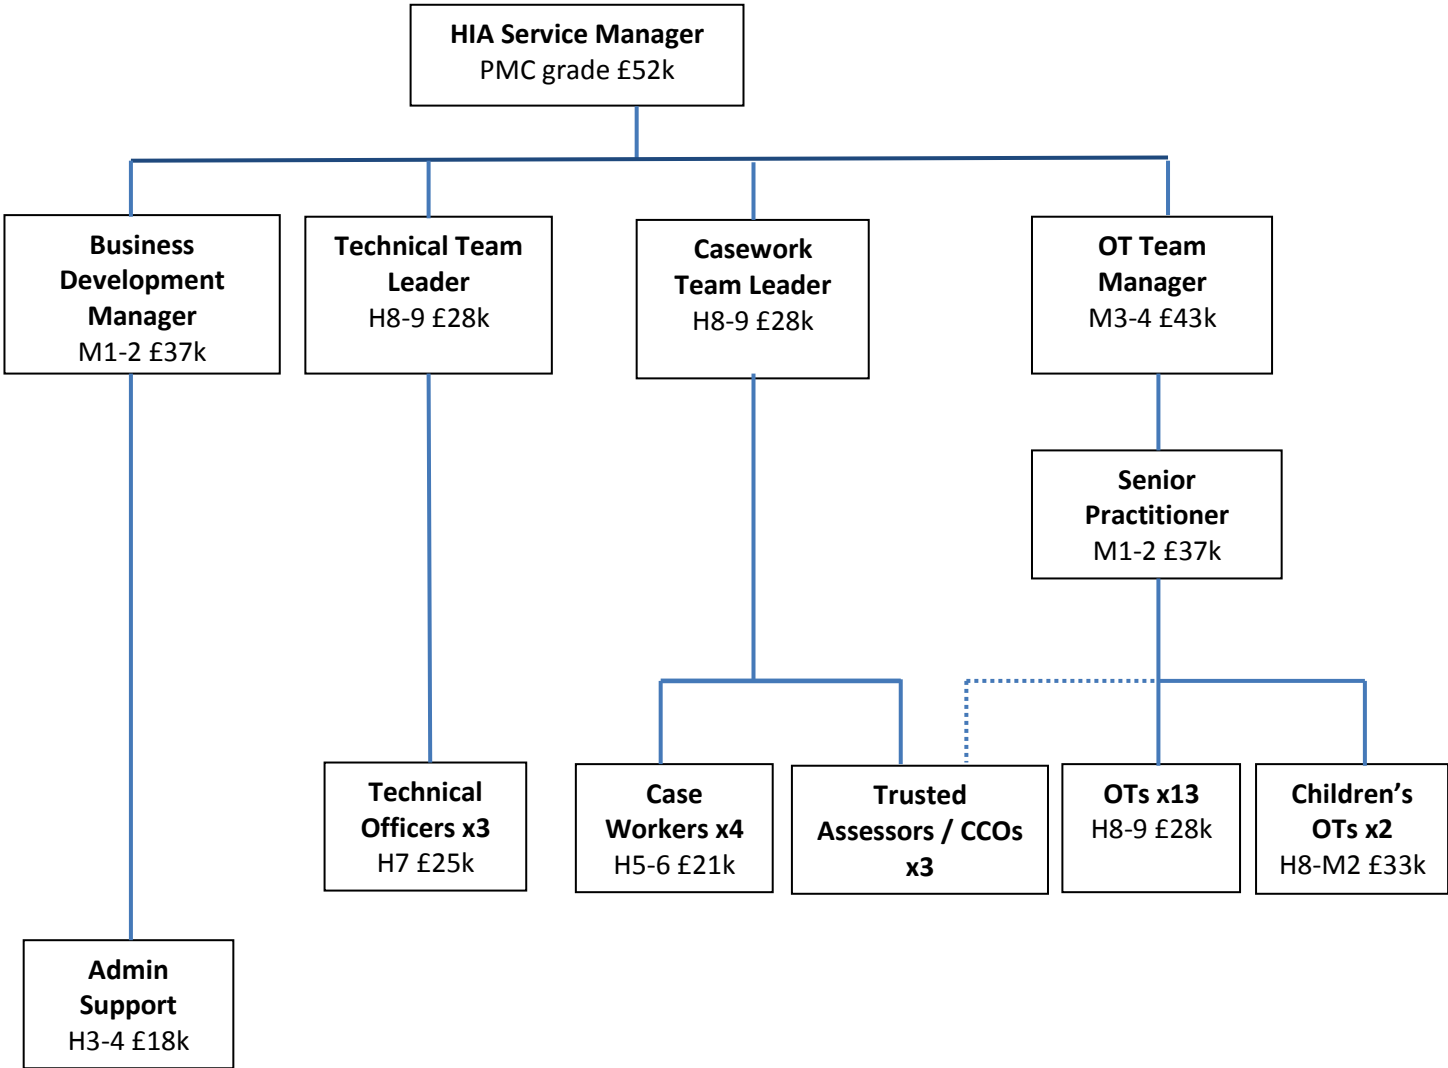 HIA Service Manager
PMC grade £52k
Business
Development
Manager
M1-2 £37k
Technical Team
Leader
H8-9 £28k
Casework
Team Leader
H8-9 £28k
OT Team
Manager
M3-4 £43k
Senior
Practitioner
M1-2 £37k
Technical
Officers x3
H7 £25k
Case
Workers x4
H5-6 £21k
Trusted
Assessors / CCOs
x3
OTs x13
H8-9 £28k
Children’s
OTs x2
H8-M2 £33k
Admin
Support
H3-4 £18k